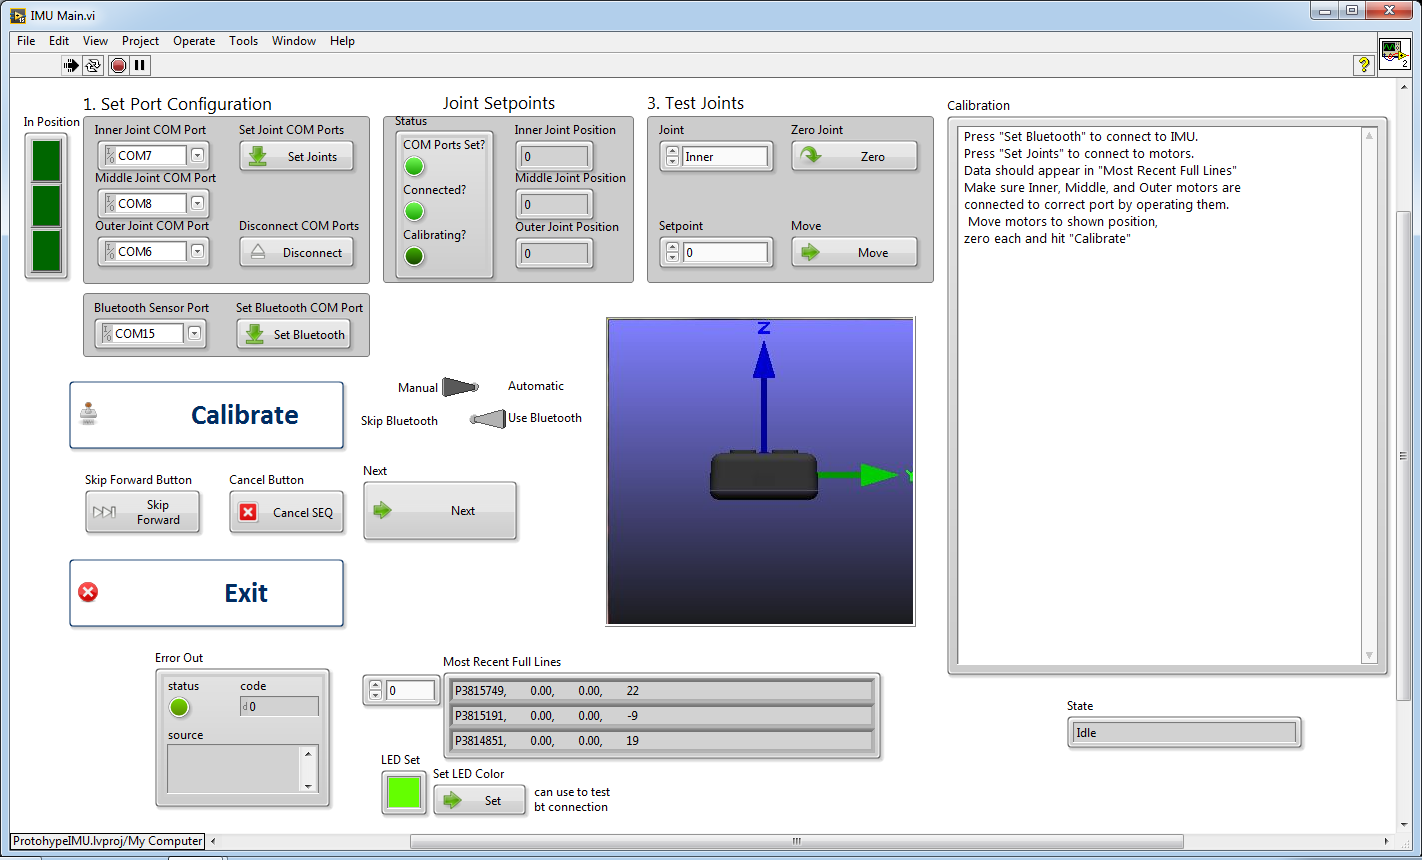 IMU Main.vi
File Edit View Project Operate Tools Window Help
?
2
In Position
1. Set Port Configuration
Inner Joint COM Port
COM7
Set Joint COM Ports
Set Joints
Middle Joint COM Port
COM8
Outer Joint COM Port
COM6
Disconnect COM Ports
Disconnect
Bluetooth Sensor Port
COM15
Set Bluetooth COM Port
Set Bluetooth
Joint Setpoints
Status
COM Ports Set?
Connected?
Calibrating?
Inner Joint Position
0
Middle Joint Position
0
Outer Joint Position
0
3. Test Joints
Joint
Inner
Zero Joint
Zero
Setpoint
0
Move
Move
Calibration
Press "Set Bluetooth" to connect to IMU.
Press "Set Joints" to connect to motors.
Data should appear in "Most Recent Full Lines"
Make sure Inner, Middle, and Outer motors are
connected to correct port by operating them.
Move motors to shown position,
zero each and hit "Calibrate"
Calibrate
Manual
Automatic
Skip Bluetooth
Use Bluetooth
Z
Y
Skip Forward Button
Skip
Forward
Cancel Button
Cancel SEQ
Next
Next
Exit
Error Out
status
code
d 0
source
Most Recent Full Lines
0
P3815749, 0.00, 0.00, 22
P3815191, 0.00, 0.00, -9
P3814851, 0.00, 0.00, 19
LED Set
Set LED Color
Set
can use to test
bt connection
State
Idle
ProtohypeIMU.lvproj/My Computer